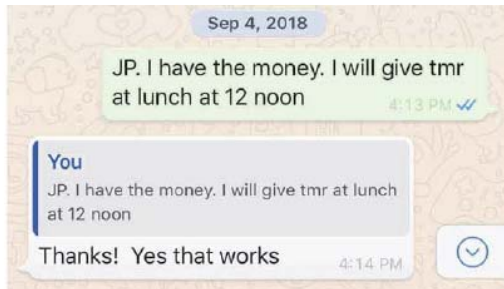 Sep 4, 2018
JP. I have the money. I will give tmr
at lunch at 12 noon
4:13 PM
You
JP. I have the money. I will give tmr at lunch
at 12 noon
Thanks!  Yes that works
4:14 PM